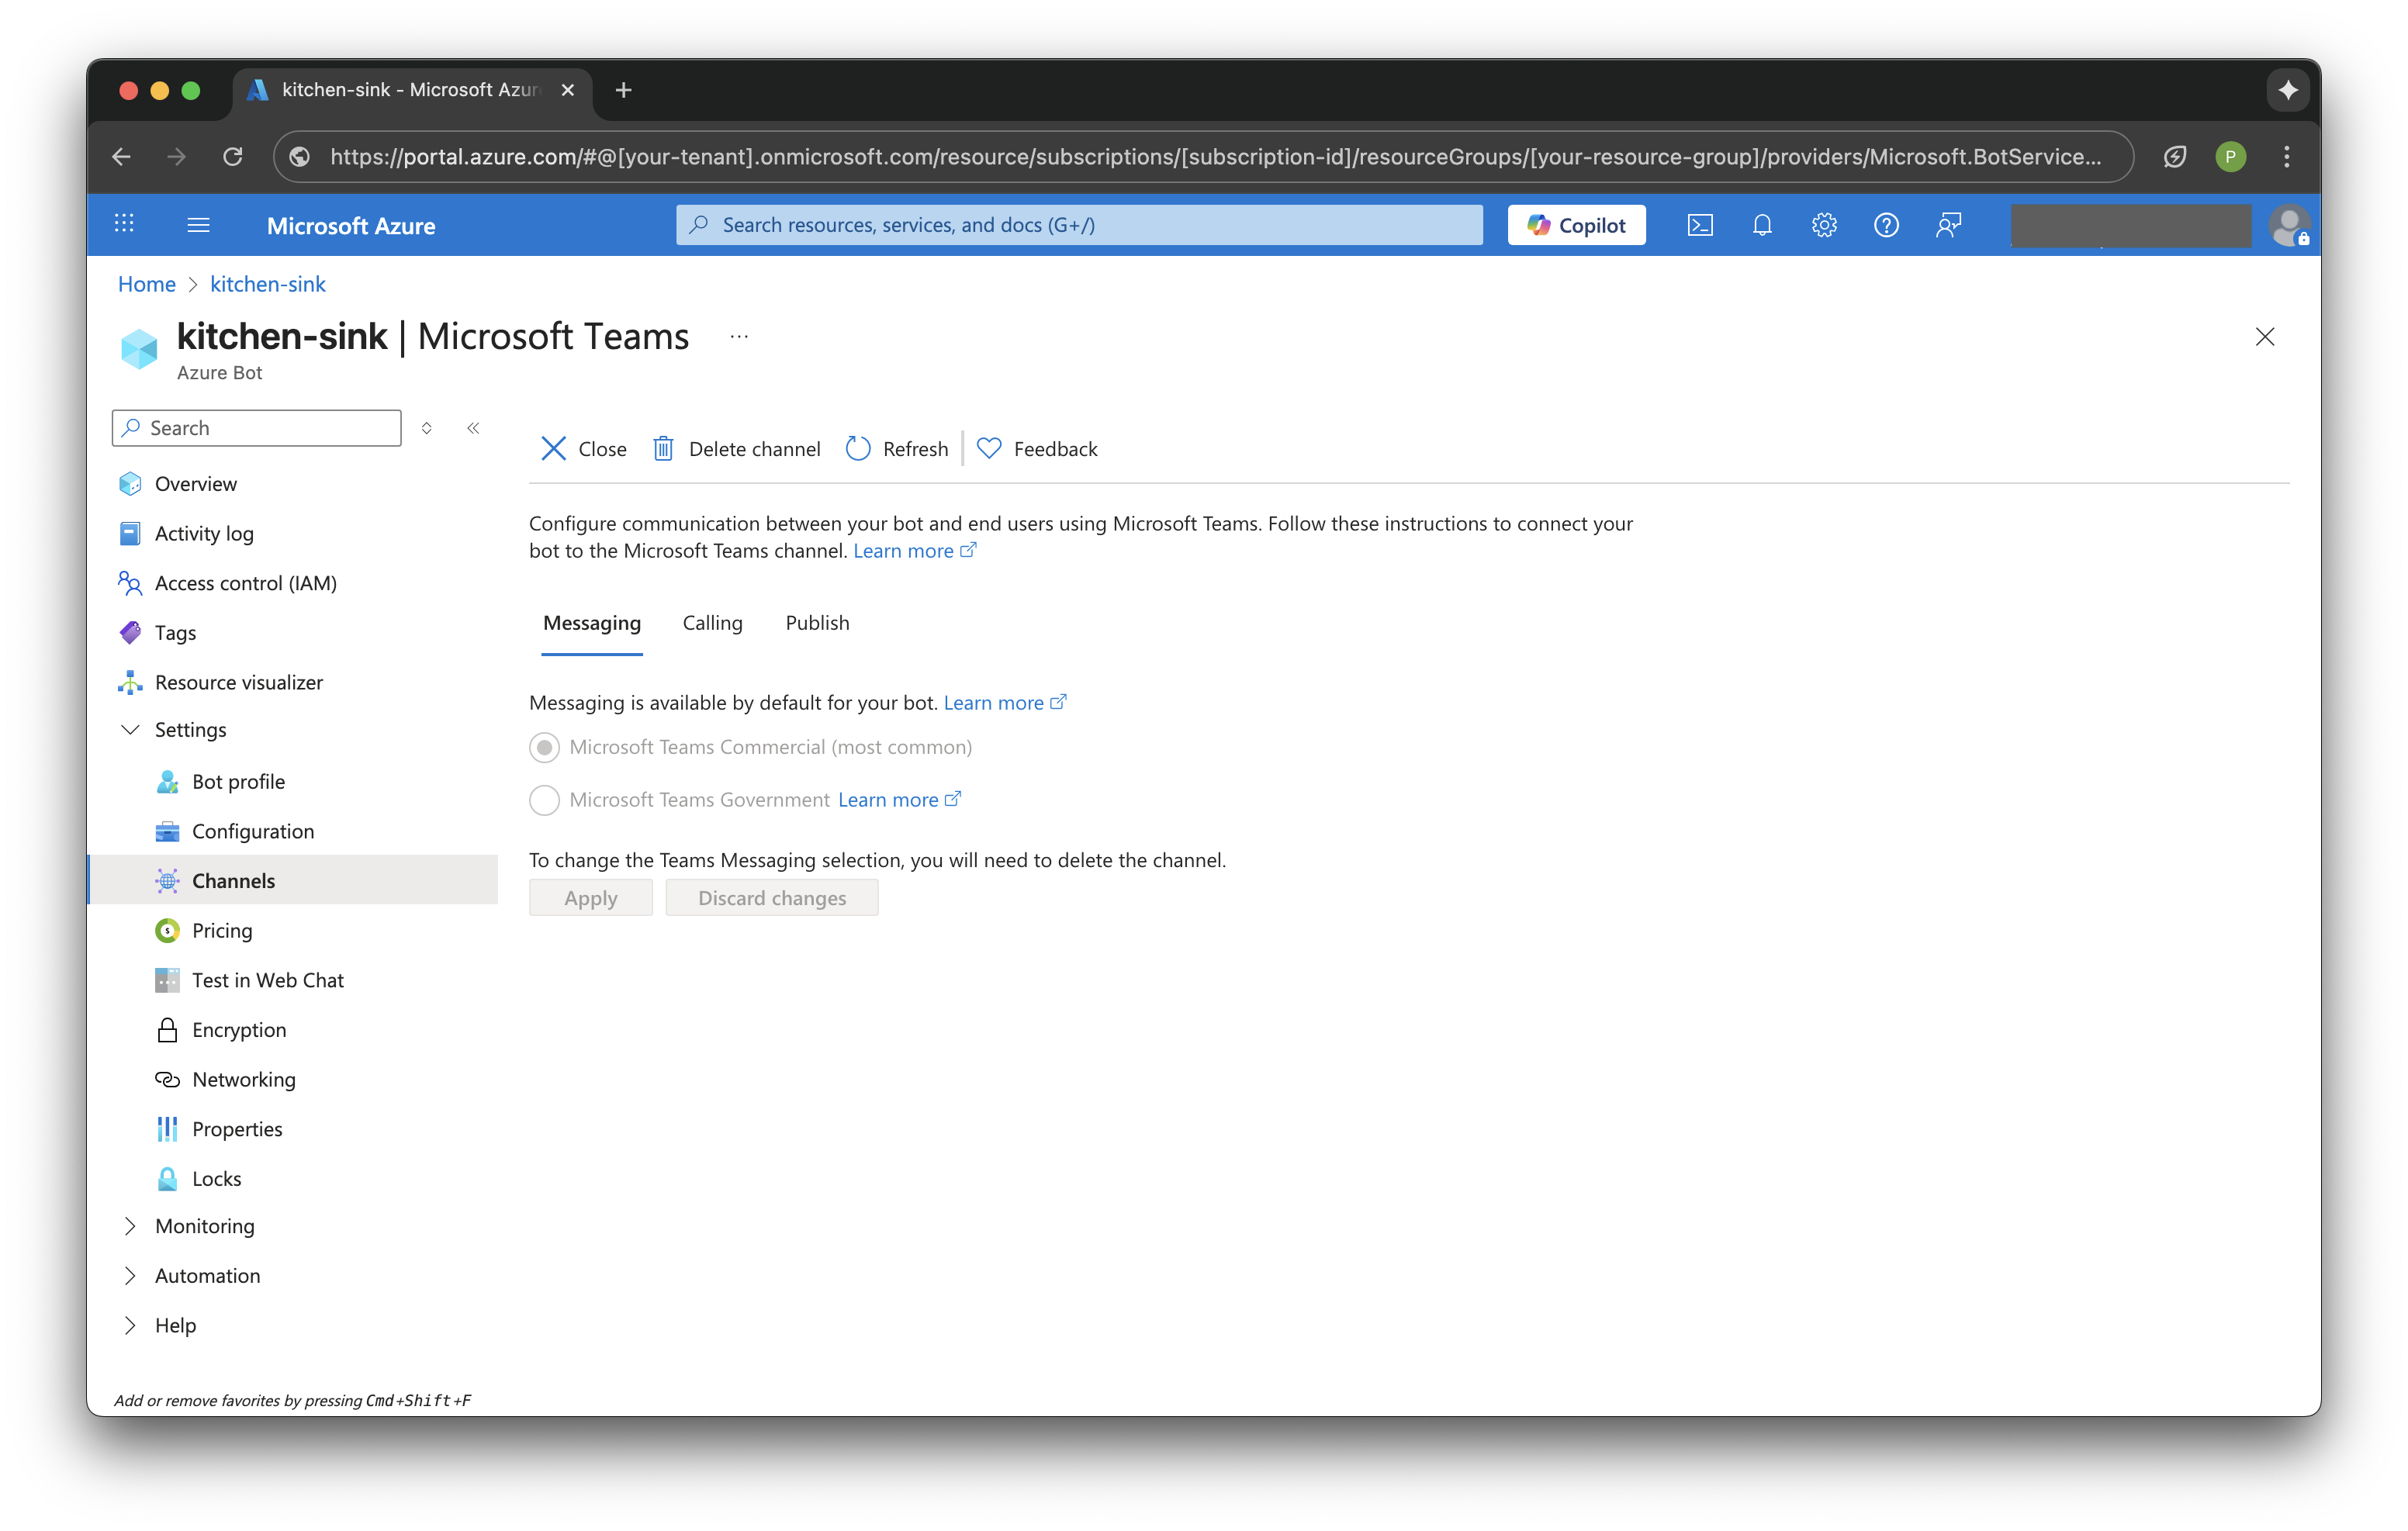 kitchen-sink - Microsoft Azur
https://portal.azure.com/#@[your-tenant].onmicrosoft.com/resource/subscriptions/[subscription-id]/resourceGroups/[your-resource-group]/providers/Microsoft.BotService...
P
Microsoft Azure
Search resources, services, and docs (G+/)
Copilot
Home > kitchen-sink
kitchen-sink | Microsoft Teams ...
Azure Bot
Search
Overview
Activity log
Access control (IAM)
Tags
Resource visualizer
Settings
Bot profile
Configuration
Channels
Pricing
Test in Web Chat
Encryption
Networking
Properties
Locks
Monitoring
Automation
Help
Add or remove favorites by pressing Cmd+Shift+F
Close Delete channel Refresh Feedback
Configure communication between your bot and end users using Microsoft Teams. Follow these instructions to connect your
bot to the Microsoft Teams channel. Learn more
Messaging Calling Publish
Messaging is available by default for your bot. Learn more
Microsoft Teams Commercial (most common)
Microsoft Teams Government Learn more
To change the Teams Messaging selection, you will need to delete the channel.
Apply Discard changes